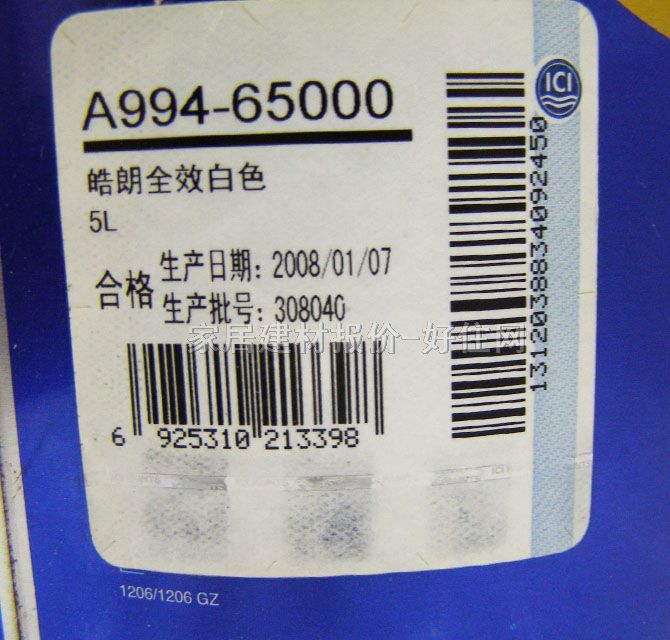 A994-65000
ICI
皓朗全效白色
5L
合格
生产日期: 2008/01/07
生产批号: 30804G
家居建材报价-好住网
6 925310 213398
13120388834092450
1206/1206 GZ